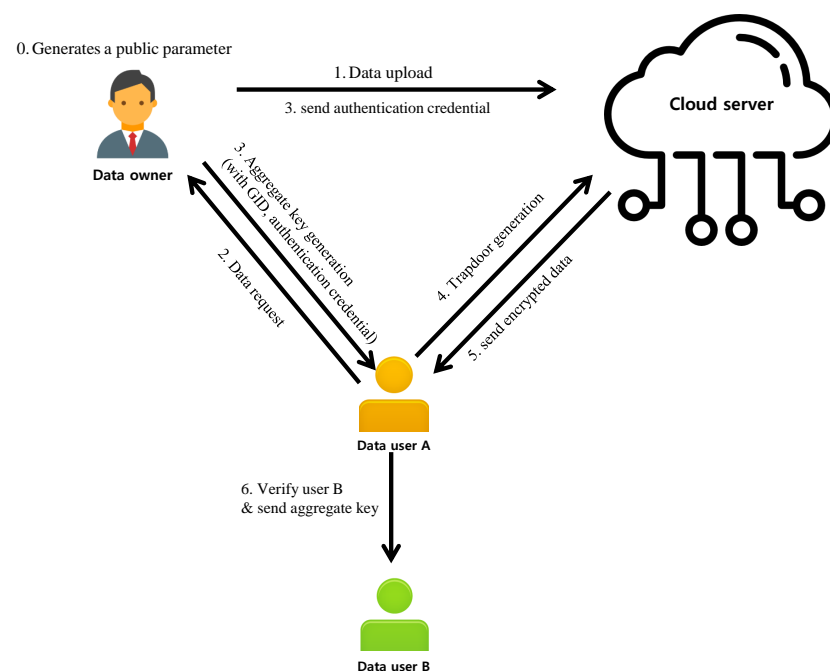 0. Generates a public parameter
1. Data upload
3. send authentication credential
Cloud server
Data owner
3. Aggregate key generation
(with GID, authentication credential)
2. Data request
4. Trapdoor generation
5. send encrypted data
Data user A
6. Verify user B
& send aggregate key
Data user B